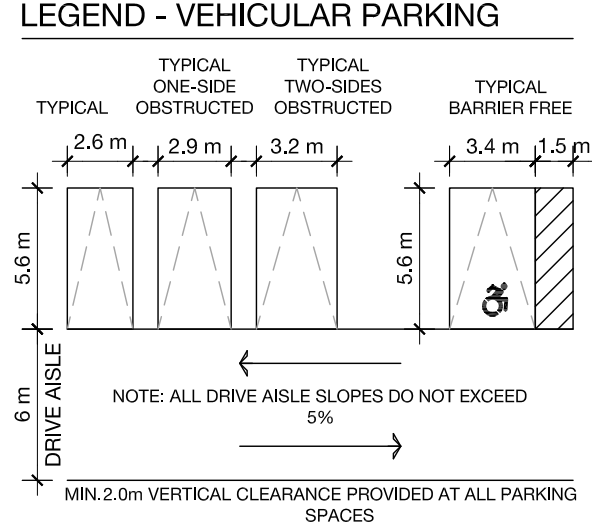 LEGEND - VEHICULAR PARKING
TYPICAL
TYPICAL
ONE-SIDE
OBSTRUCTED
TYPICAL
TWO-SIDES
OBSTRUCTED
TYPICAL
BARRIER FREE
2.6 m
2.9 m
3.2 m
3.4 m
1.5 m
5.6 m
5.6 m
6 m
DRIVE AISLE
NOTE: ALL DRIVE AISLE SLOPES DO NOT EXCEED
5%
MIN.2.0m VERTICAL CLEARANCE PROVIDED AT ALL PARKING
SPACES